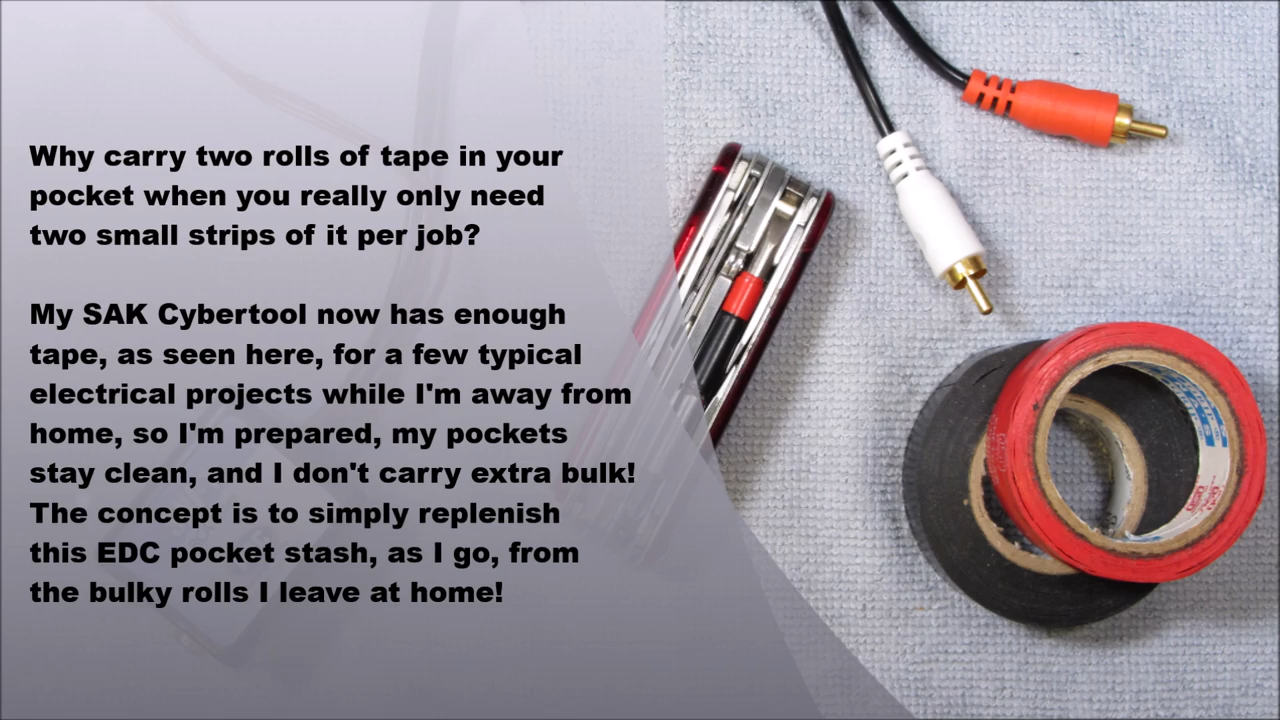 Why carry two rolls of tape in your
pocket when you really only need
two small strips of it per job?
My SAK Cybertool now has enough
tape, as seen here, for a few typical
electrical projects while I'm away from
home, so I'm prepared, my pockets
stay clean, and I don't carry extra bulk!
The concept is to simply replenish
this EDC pocket stash, as I go, from
the bulky rolls I leave at home!